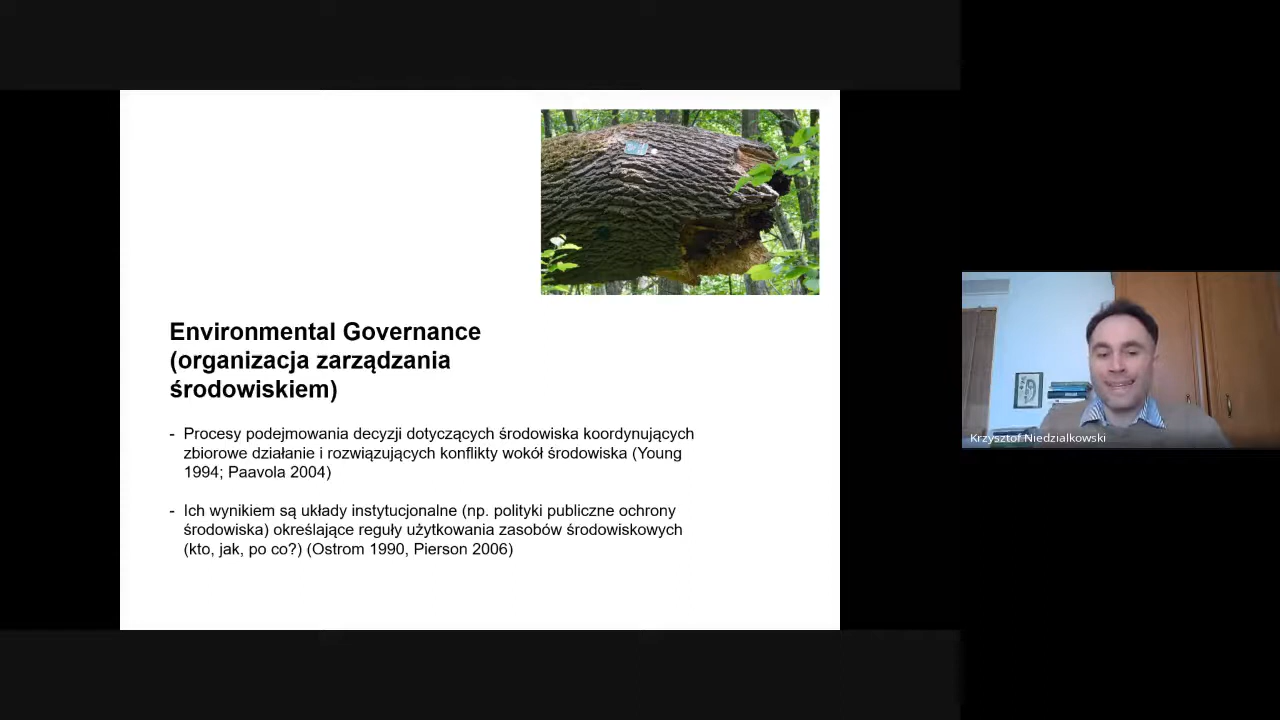 Environmental Governance
(organizacja zarządzania
środowiskiem)
- Procesy podejmowania decyzji dotyczących środowiska koordynujących
zbiorowe działanie i rozwiązujących konflikty wokół środowiska (Young
1994; Paavola 2004)
- Ich wynikiem są układy instytucjonalne (np. polityki publiczne ochrony
środowiska) określające reguły użytkowania zasobów środowiskowych
(kto, jak, po co?) (Ostrom 1990, Pierson 2006)
Krzysztof Niedzialkowski